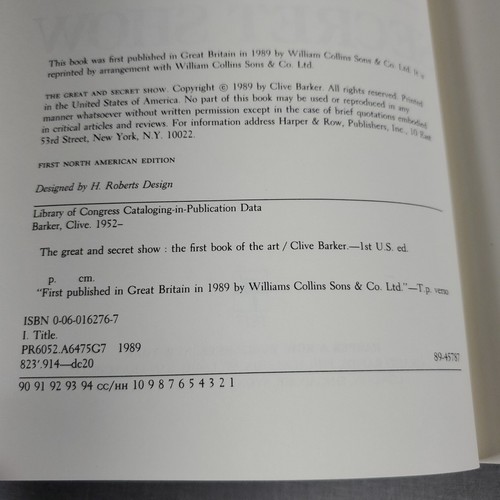 This book was first published in Great Britain in 1989 by William Collins Sons & Co. Ltd. It is
reprinted by arrangement with William Collins Sons & Co. Ltd.
THE GREAT AND SECRET SHOW. Copyright © 1989 by Clive Barker. All rights reserved. Printed
in the United States of America. No part of this book may be used or reproduced in any
manner whatsoever without written permission except in the case of brief quotations embodied
in critical articles and reviews. For information address Harper & Row, Publishers, Inc., 10 East
53rd Street, New York, N.Y. 10022.
FIRST NORTH AMERICAN EDITION
Designed by H. Roberts Design
Library of Congress Cataloging-in-Publication Data
Barker, Clive. 1952–
The great and secret show : the first book of the art / Clive Barker.—1st U.S. ed.
p. cm.
"First published in Great Britain in 1989 by Williams Collins Sons & Co. Ltd."—T.p. verso
ISBN 0-06-016276-7
I. Title.
PR6052.A6475G7 1989
823'.914—dc20 89-45787
90 91 92 93 94 CC/HH 10 9 8 7 6 5 4 3 2 1